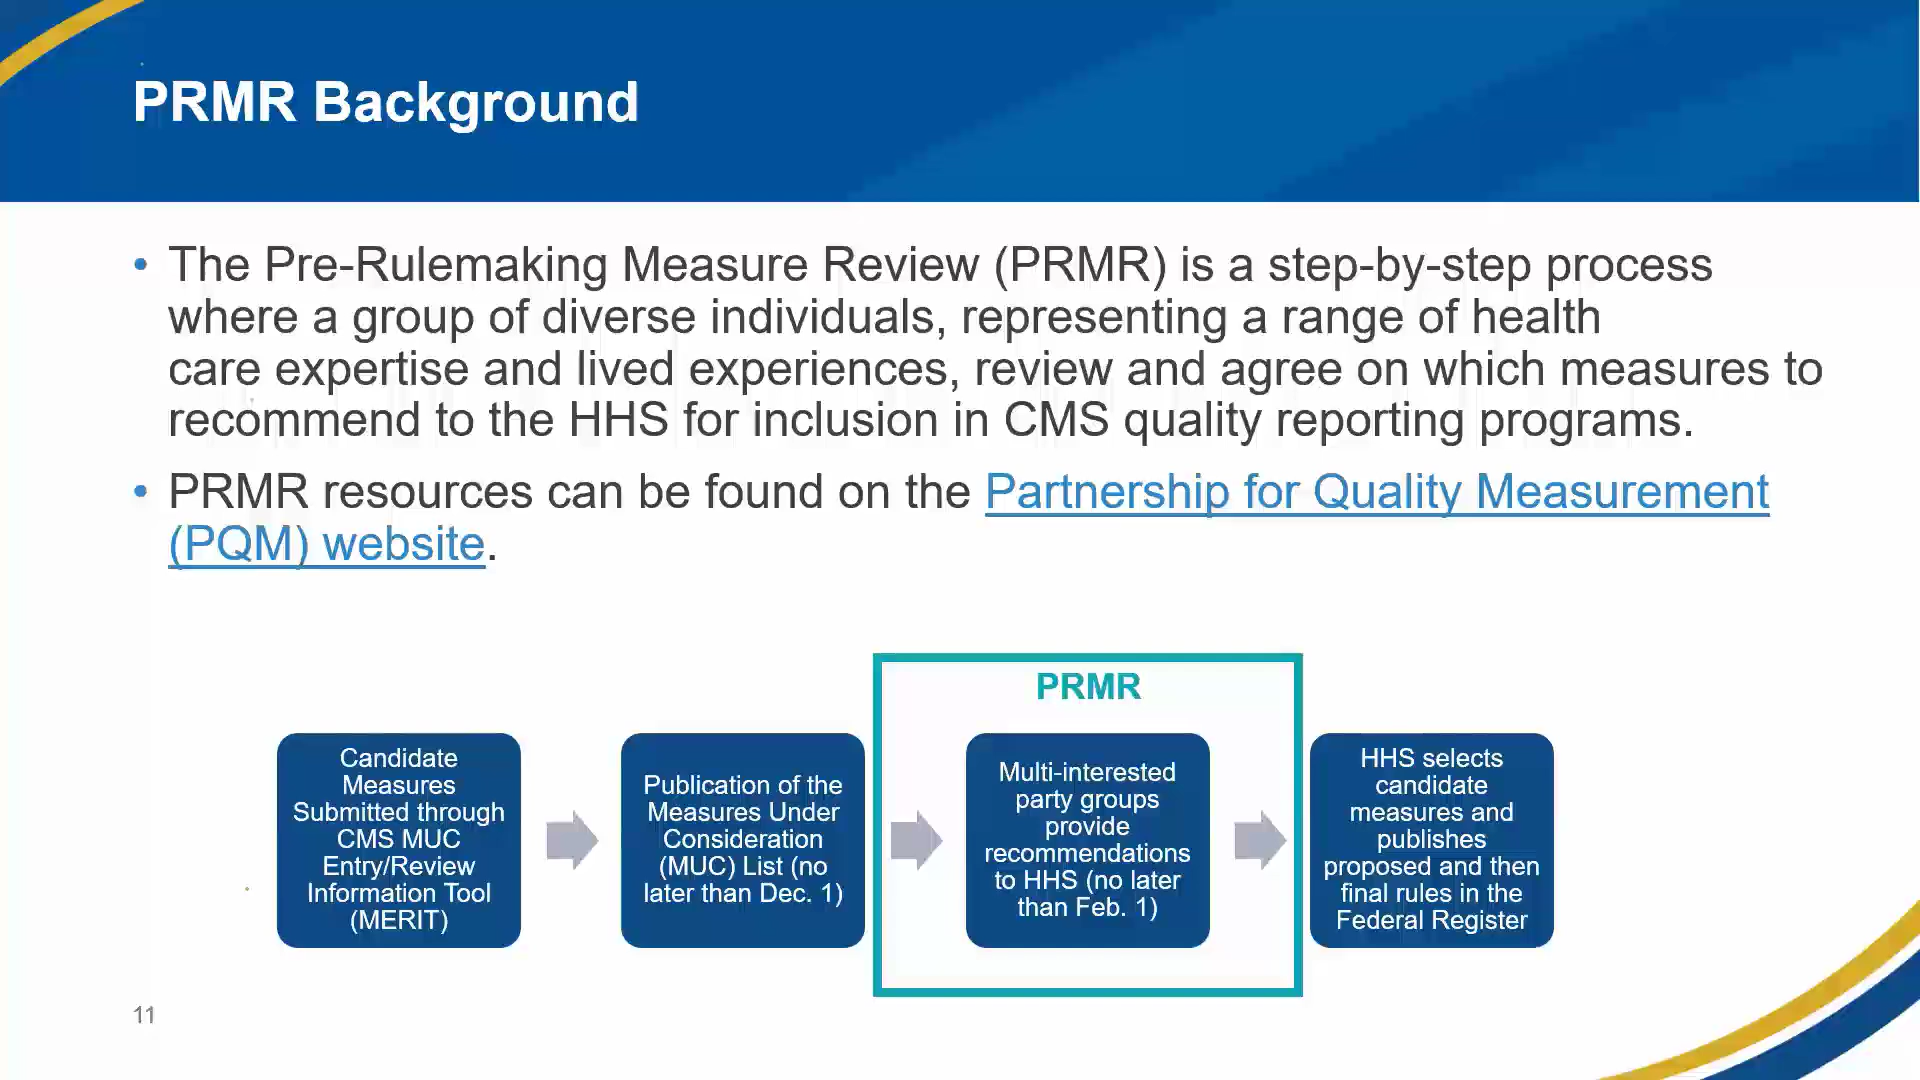 PRMR Background
• The Pre-Rulemaking Measure Review (PRMR) is a step-by-step process
where a group of diverse individuals, representing a range of health
care expertise and lived experiences, review and agree on which measures to
recommend to the HHS for inclusion in CMS quality reporting programs.
• PRMR resources can be found on the Partnership for Quality Measurement
(PQM) website.
Candidate
Measures
Submitted through
CMS MUC
Entry/Review
Information Tool
(MERIT)
Publication of the
Measures Under
Consideration
(MUC) List (no
later than Dec. 1)
PRMR
Multi-interested
party groups
provide
recommendations
to HHS (no later
than Feb. 1)
HHS selects
candidate
measures and
publishes
proposed and then
final rules in the
Federal Register
11